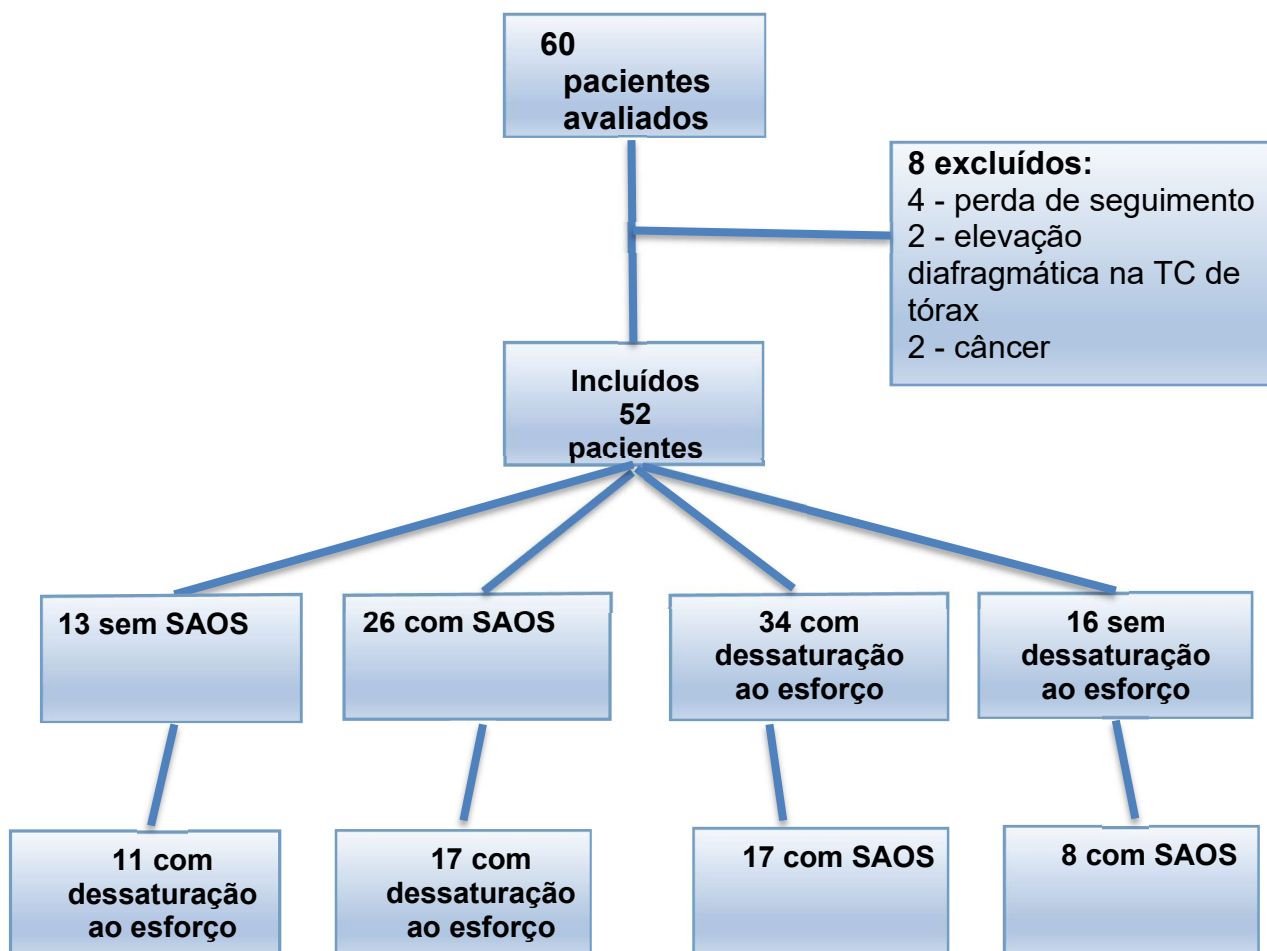 60
pacientes
avaliados
8 excluídos:
4 - perda de seguimento
2 - elevação
diafragmática na TC de
tórax
2 - câncer
Incluídos
52
pacientes
13 sem SAOS
26 com SAOS
34 com
dessaturação
ao esforço
16 sem
dessaturação
ao esforço
11 com
dessaturação
ao esforço
17 com
dessaturação
ao esforço
17 com SAOS
8 com SAOS